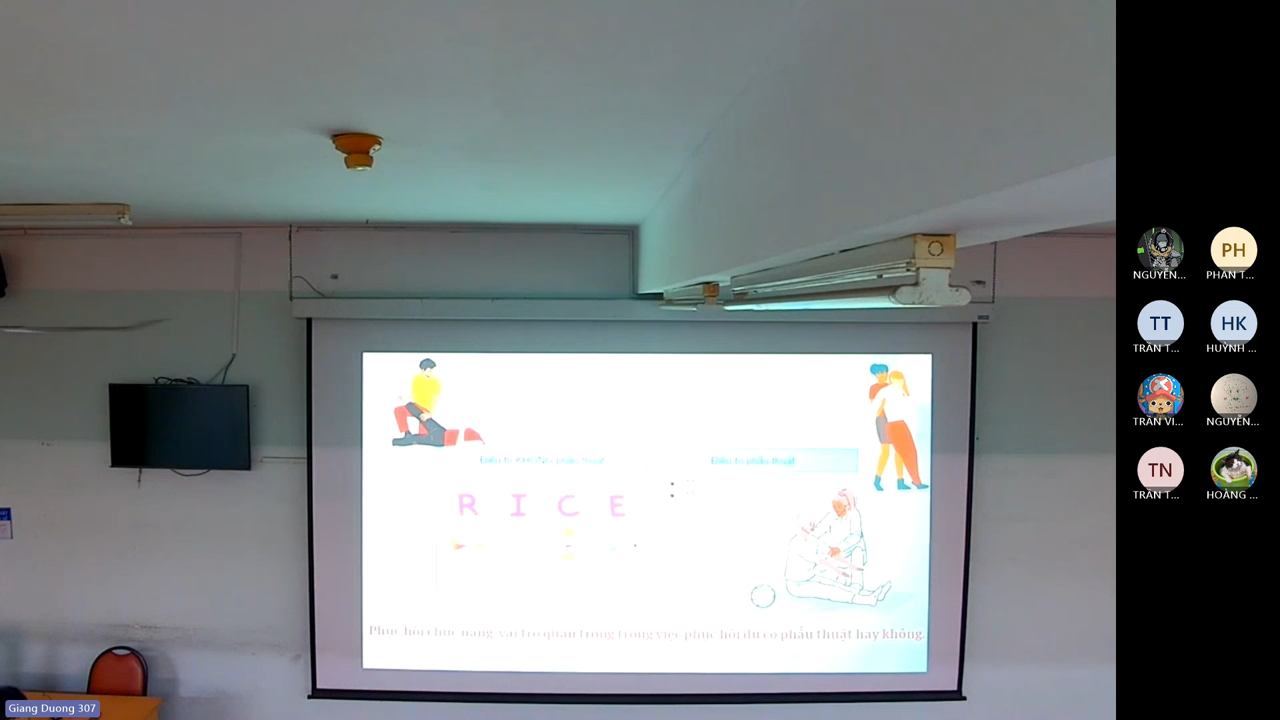 Điều trị KHÔNG phẫu thuật
Điều trị phẫu thuật
R I C E
Phục hồi chức năng vai trò quan trọng trong việc phục hồi dù có phẫu thuật hay không.
NGUYỄN...
PH
PHAN T...
TT
TRẦN T...
HK
HUỲNH ...
TRẦN VI...
NGUYỄN...
TN
TRẦN T...
HOÀNG ...
Giang Duong 307